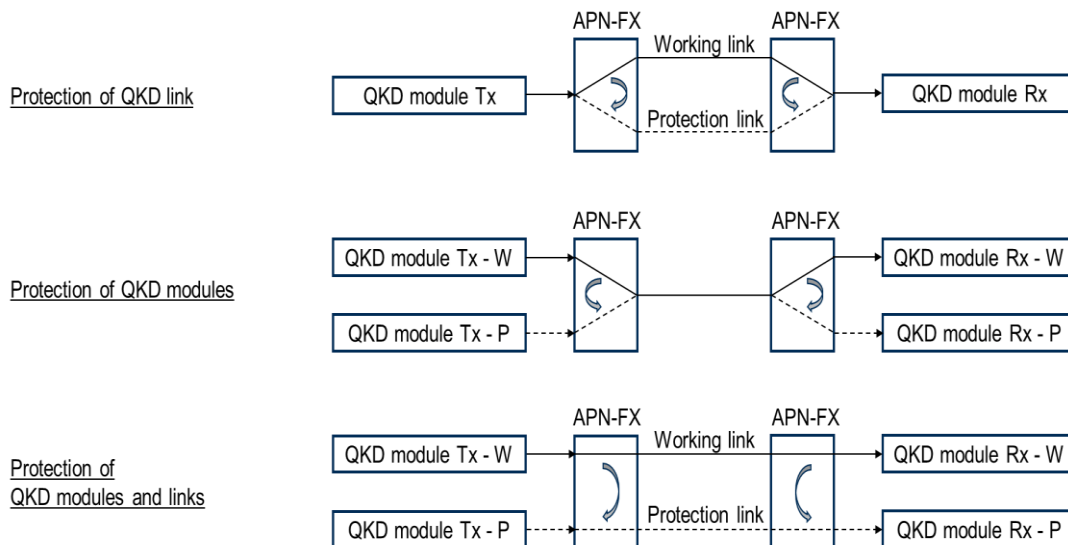 APN-FX
APN-FX
Working link
Protection of QKD link
QKD module Tx
QKD module Rx
Protection link
APN-FX
APN-FX
QKD module Tx - W
QKD module Rx - W
Protection of QKD modules
QKD module Tx - P
QKD module Rx - P
APN-FX
APN-FX
Working link
QKD module Tx - W
QKD module Rx - W
Protection of
QKD modules and links
Protection link
QKD module Tx - P
QKD module Rx - P